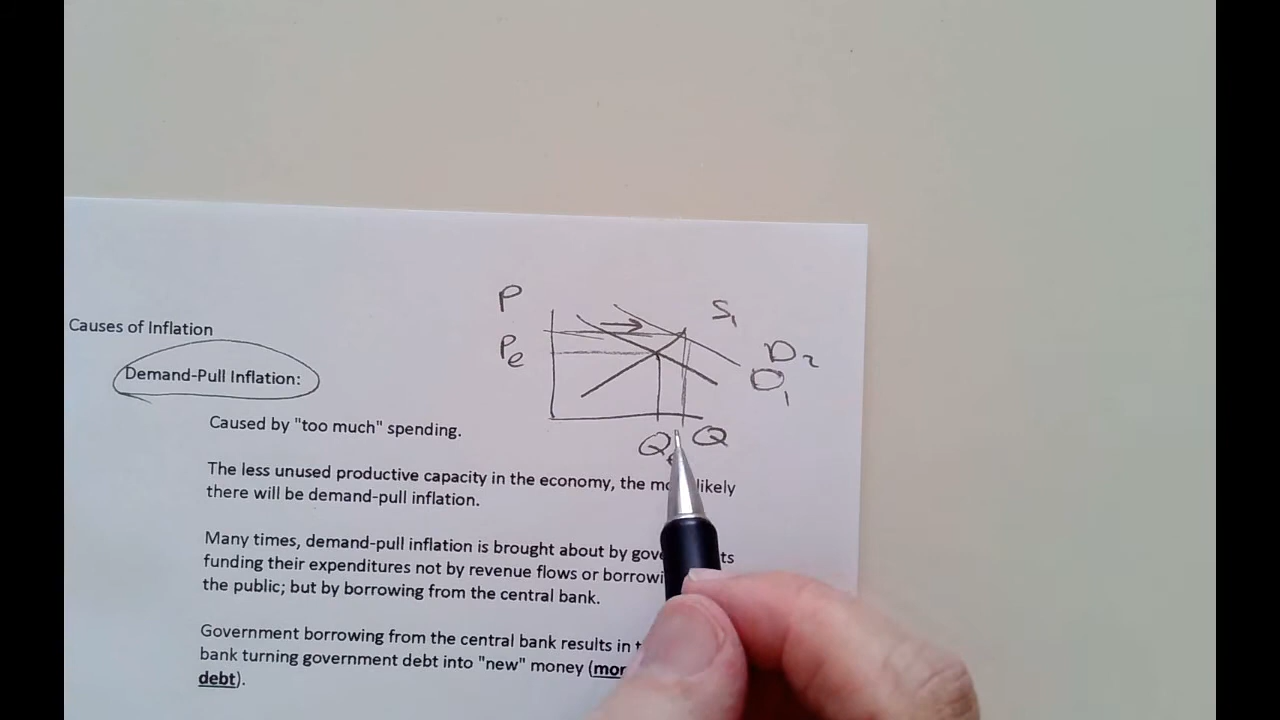 P
S1
Pe
D2
D1
Q
Q
Causes of Inflation
Demand-Pull Inflation:
Caused by "too much" spending.
The less unused productive capacity in the economy, the likely
there will be demand-pull inflation.
Many times, demand-pull inflation is brought about by
funding their expenditures not by revenue flows or
the public; but by borrowing from the central bank.
Government borrowing from the central bank results in
bank turning government debt into "new" money (
debt).